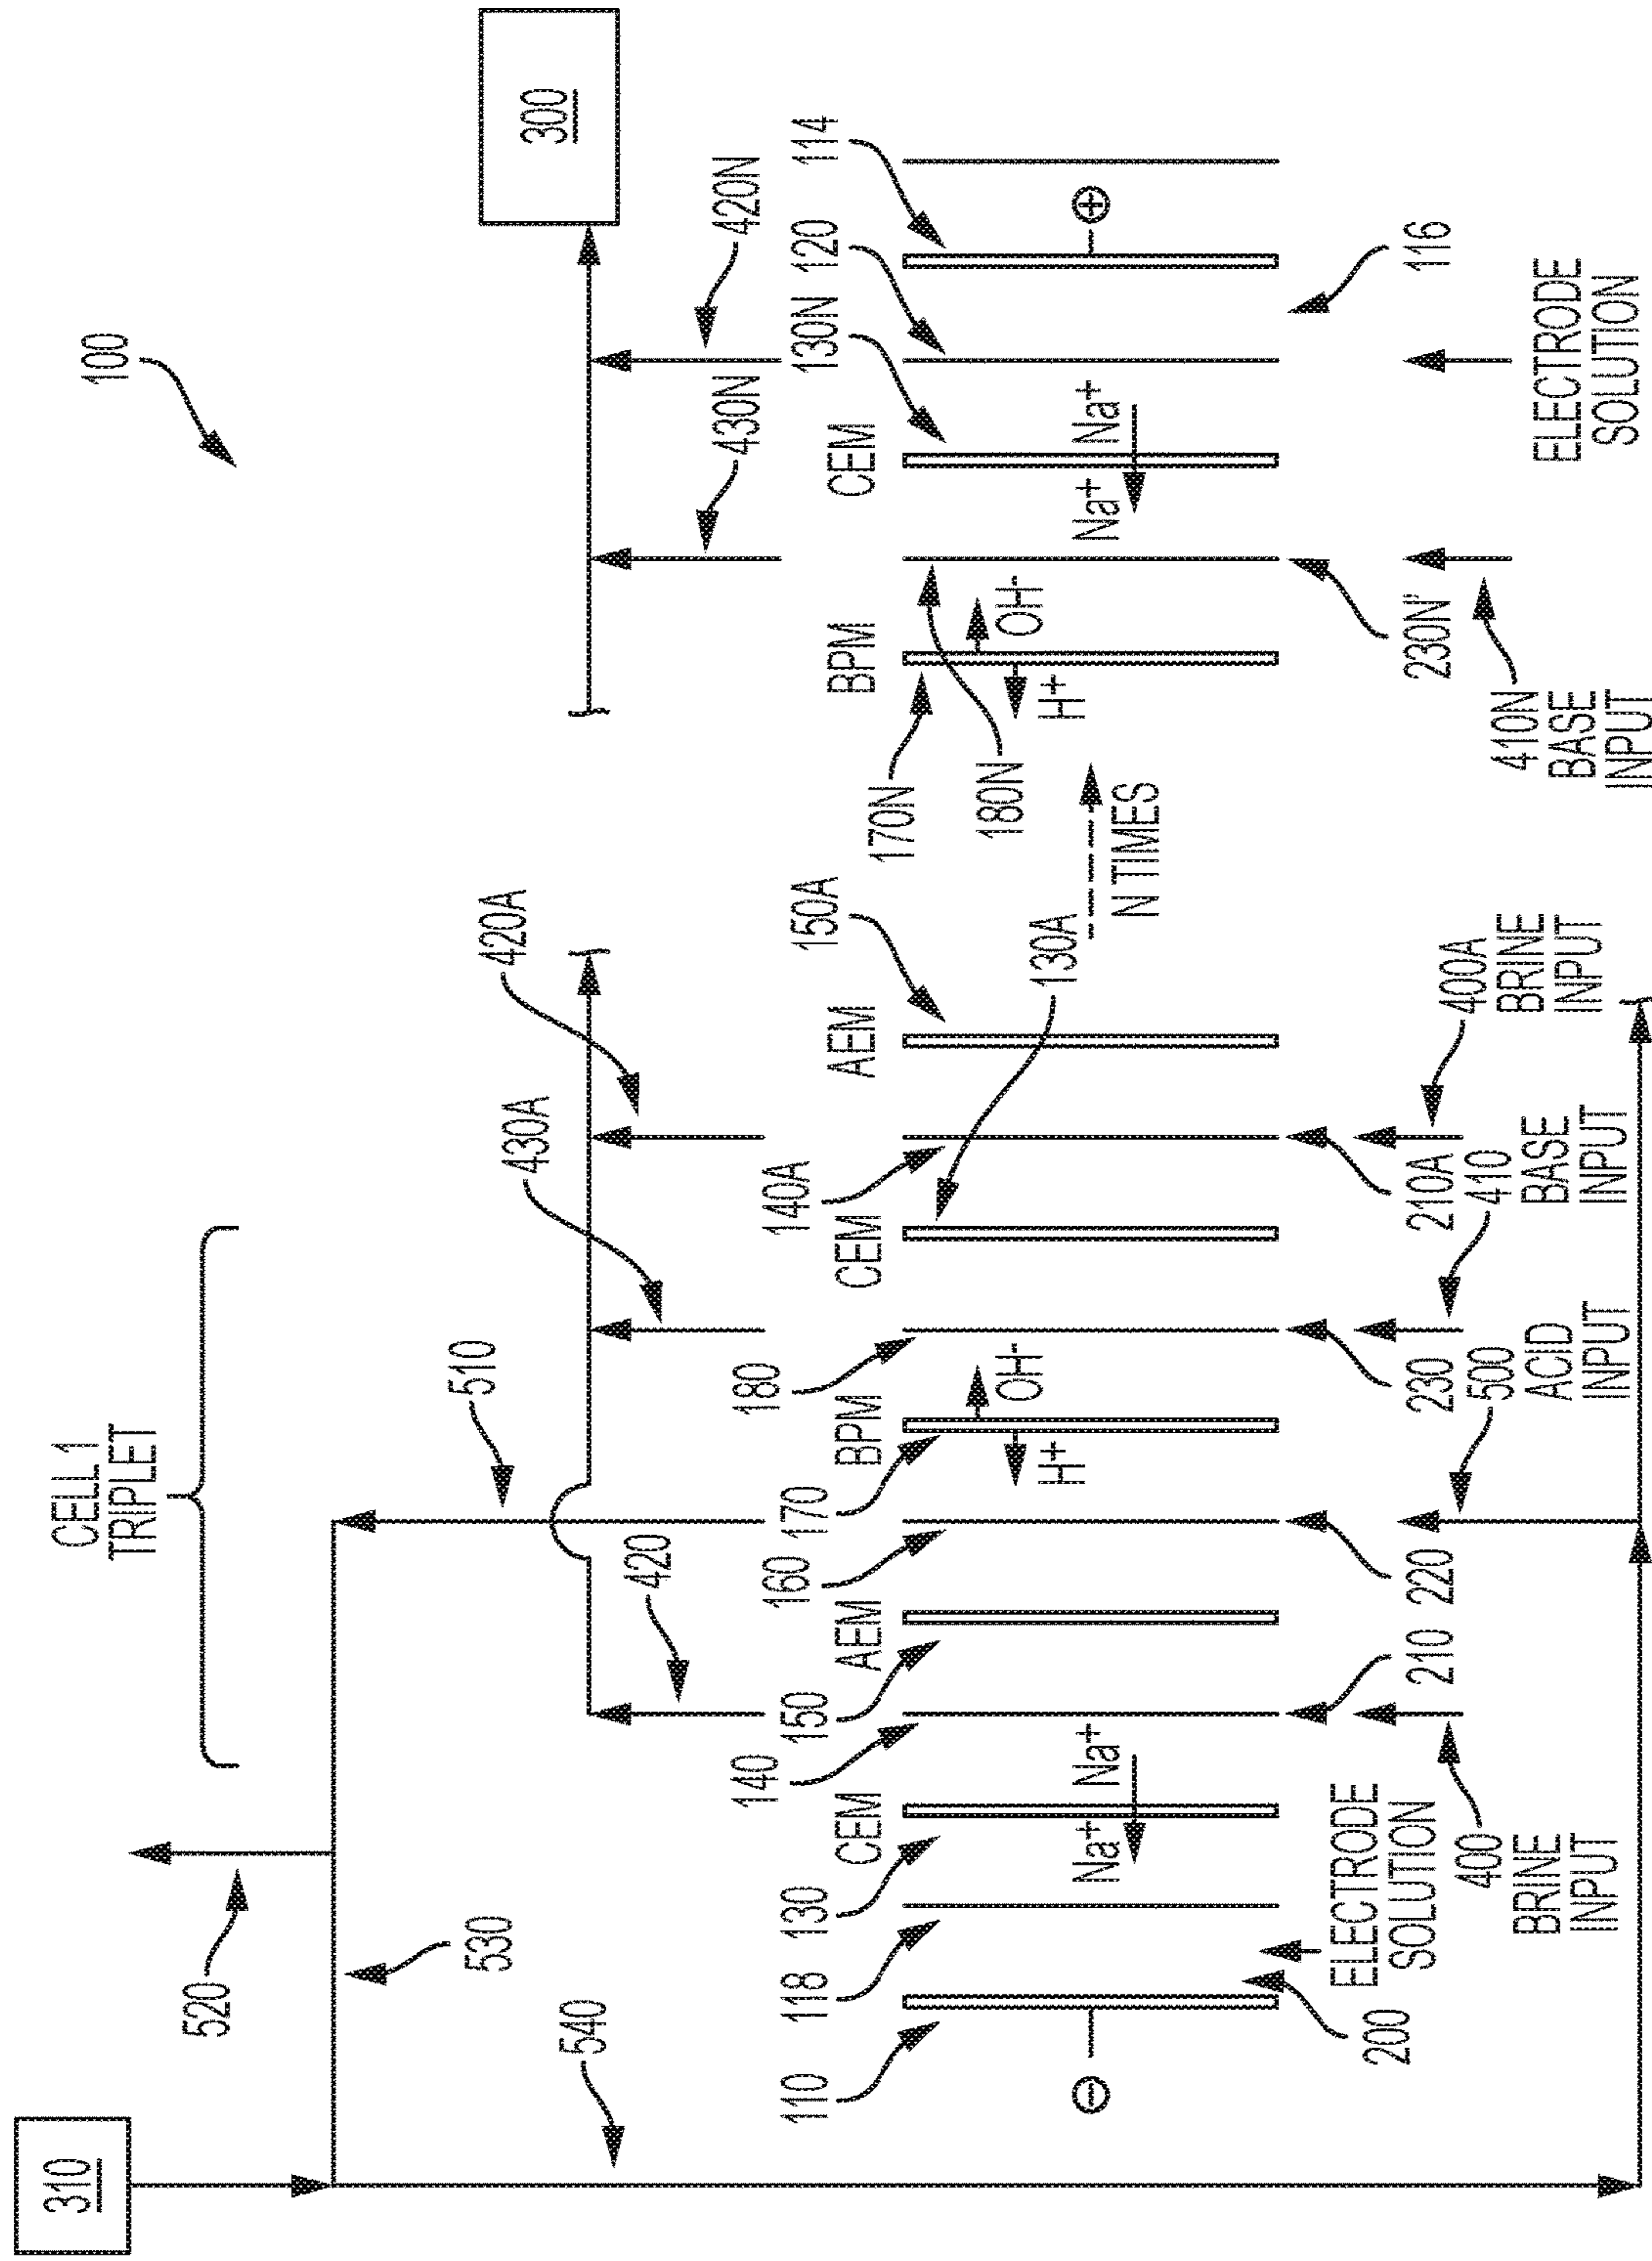 100
CELL 1
TRIPLET
310
520
530
540
510
420
430A
420A
430N
420N
300
110
118
130
CEM
140
150
AEM
160
170
BPM
180
CEM
140A
AEM
150A
130A
170N
BPM
180N
CEM
130N
120
114
⊖
Na+
Na+
H+
OH-
N TIMES
H+
OH-
Na+
Na+
⊕
200
ELECTRODE
SOLUTION
210
400
BRINE
INPUT
220
500
ACID
INPUT
230
410
BASE
INPUT
210A
400A
BRINE
INPUT
230N'
410N
BASE
INPUT
116
ELECTRODE
SOLUTION